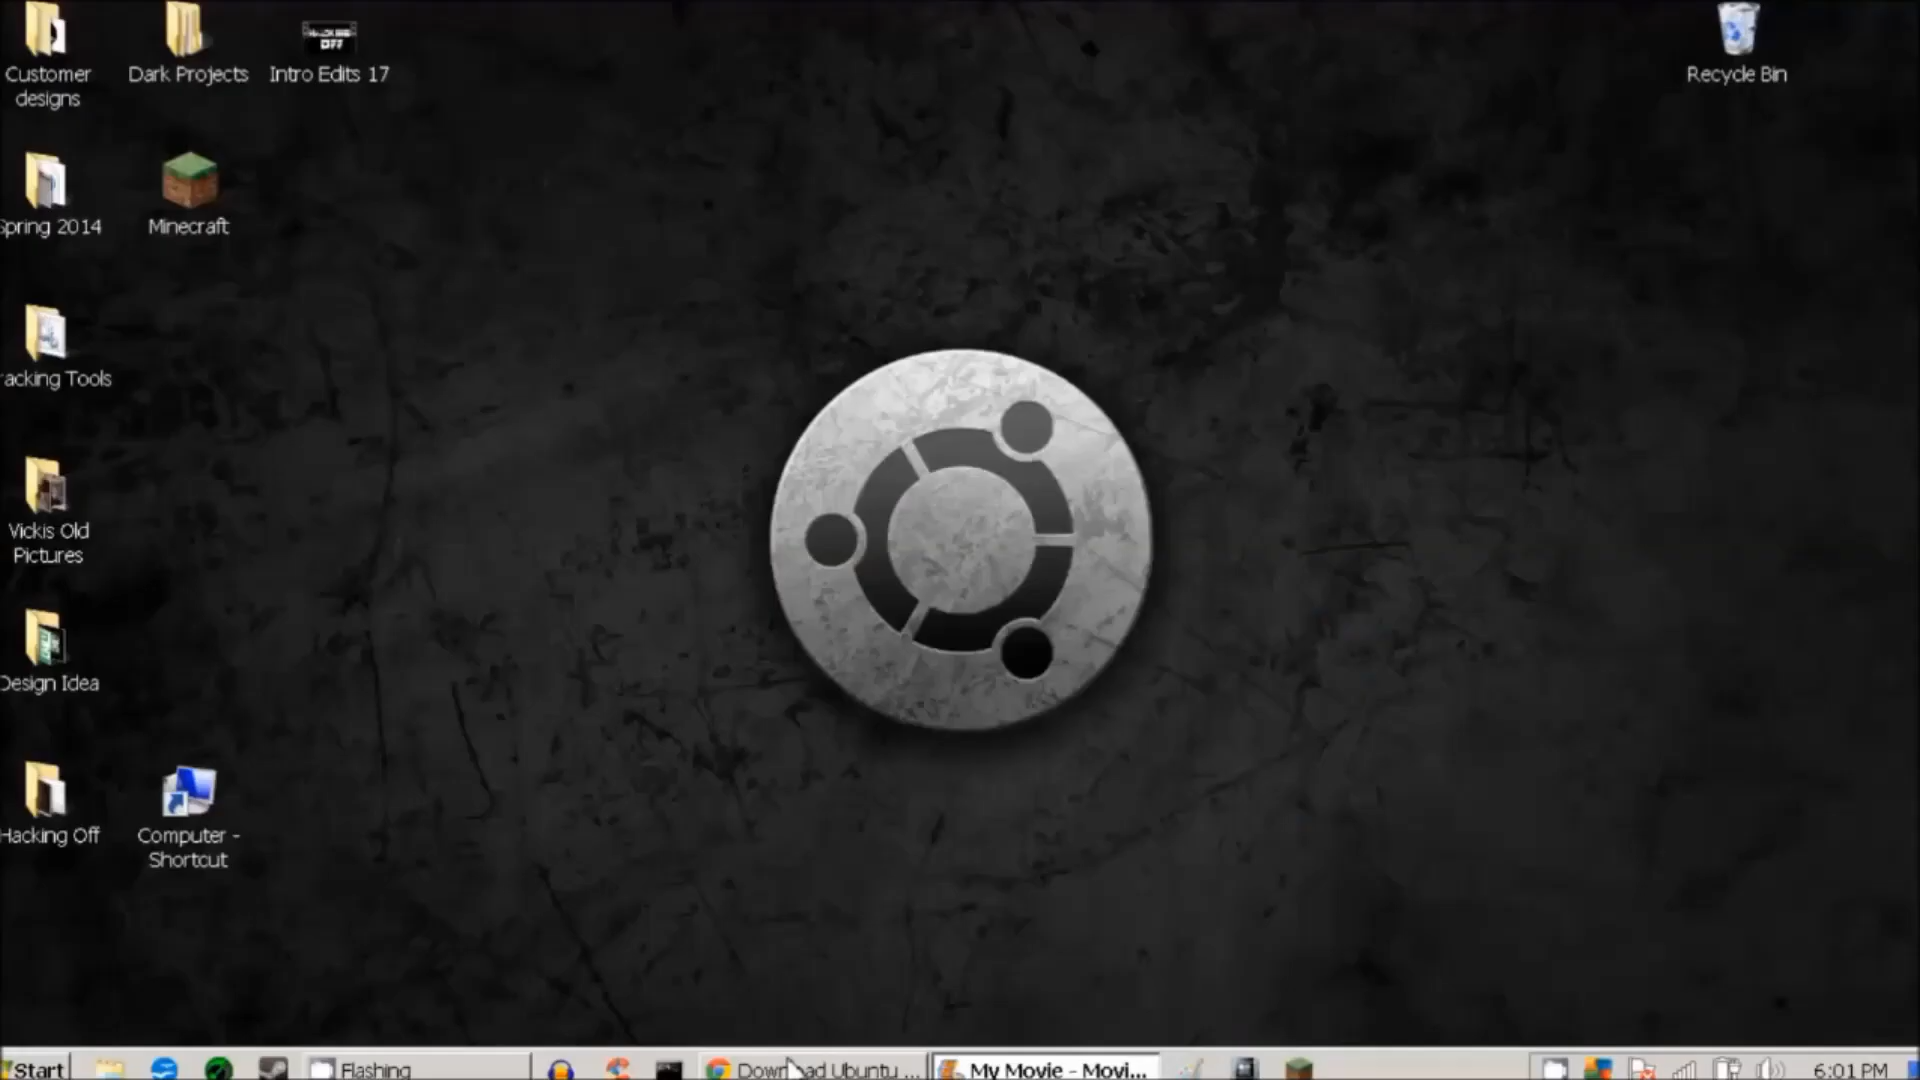 Customer
designs
Dark Projects
Intro Edits 17
Recycle Bin
Spring 2014
Minecraft
racking Tools
Vickis Old
Pictures
Design Idea
Hacking Off
Computer -
Shortcut
Start
Flashing
Download Ubuntu ...
My Movie - Movi...
6:01 PM